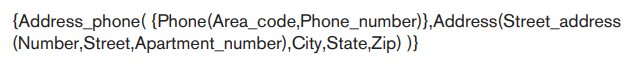 {Address_phone( {Phone(Area_code,Phone_number)},Address(Street_address
(Number,Street,Apartment_number),City,State,Zip) )}